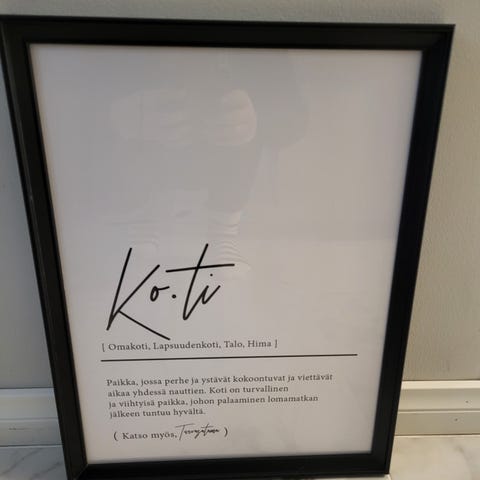 Ko.ti
[ Omakoti, Lapsuudenkoti, Talo, Hima ]
Paikka, jossa perhe ja ystävät kokoontuvat ja viettävät
aikaa yhdessä nauttien. Koti on turvallinen
ja viihtyisä paikka, johon palaaminen lomamatkan
jälkeen tuntuu hyvältä.
( Katso myös, Turvasatama )